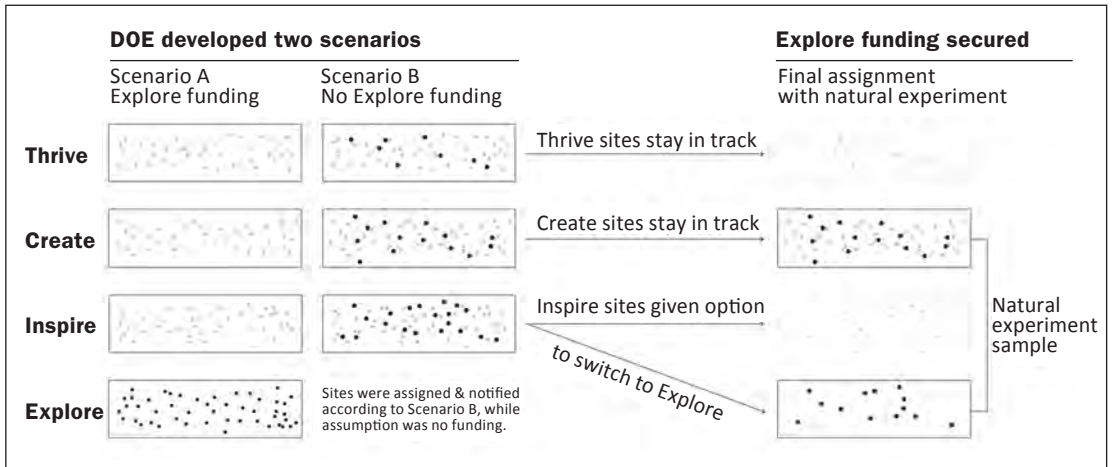 DOE developed two scenarios
Explore funding secured
Scenario A
Explore funding
Scenario B
No Explore funding
Final assignment
with natural experiment
Thrive
Thrive sites stay in track
Create
Create sites stay in track
Inspire
Inspire sites given option
to switch to Explore
Natural
experiment
sample
Explore
Sites were assigned & notified
according to Scenario B, while
assumption was no funding.